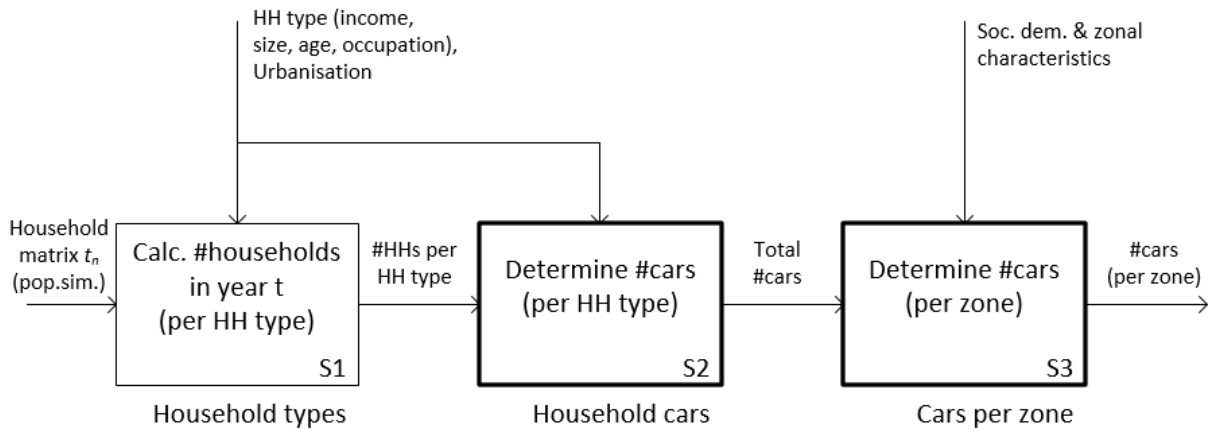 HH type (income,
size, age, occupation),
Urbanisation
Soc. dem. & zonal
characteristics
Household
matrix tn
(pop.sim.)
Calc. #households
in year t
(per HH type)
S1
#HHs per
HH type
Determine #cars
(per HH type)
S2
Total
#cars
Determine #cars
(per zone)
S3
#cars
(per zone)
Household types
Household cars
Cars per zone